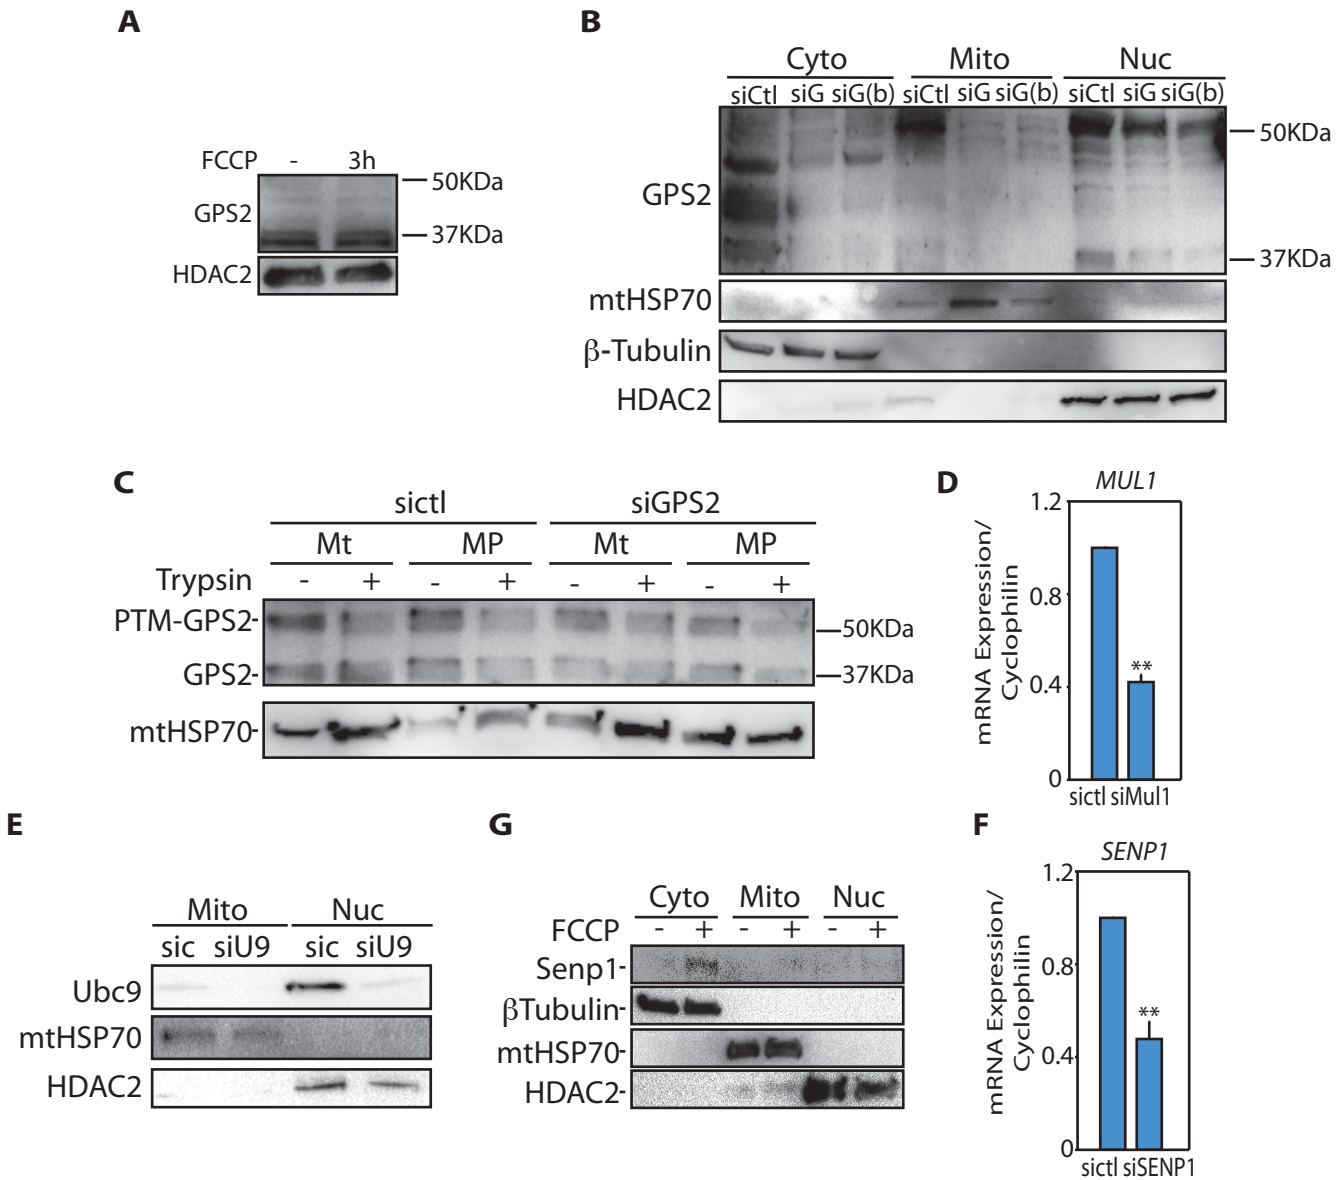 A
FCCP - 3h
50KDa
GPS2
37KDa
HDAC2
B
Cyto Mito Nuc
siCtl siG siG(b) siCtl siG siG(b) siCtl siG siG(b)
50KDa
GPS2
37KDa
mtHSP70
β-Tubulin
HDAC2
C
sictl siGPS2
Mt MP Mt MP
Trypsin - + - + - + - +
PTM-GPS2-
50KDa
GPS2-
37KDa
mtHSP70-
D
MUL1
mRNA Expression/
Cyclophilin
1.2
0.8
0.4
0
**
sictl siMul1
E
Mito Nuc
sic siU9 sic siU9
Ubc9
mtHSP70
HDAC2
G
Cyto Mito Nuc
FCCP - + - + - +
Senp1-
βTubulin-
mtHSP70-
HDAC2-
F
SENP1
mRNA Expression/
Cyclophilin
1.2
0.8
0.4
0
**
sictl siSENP1